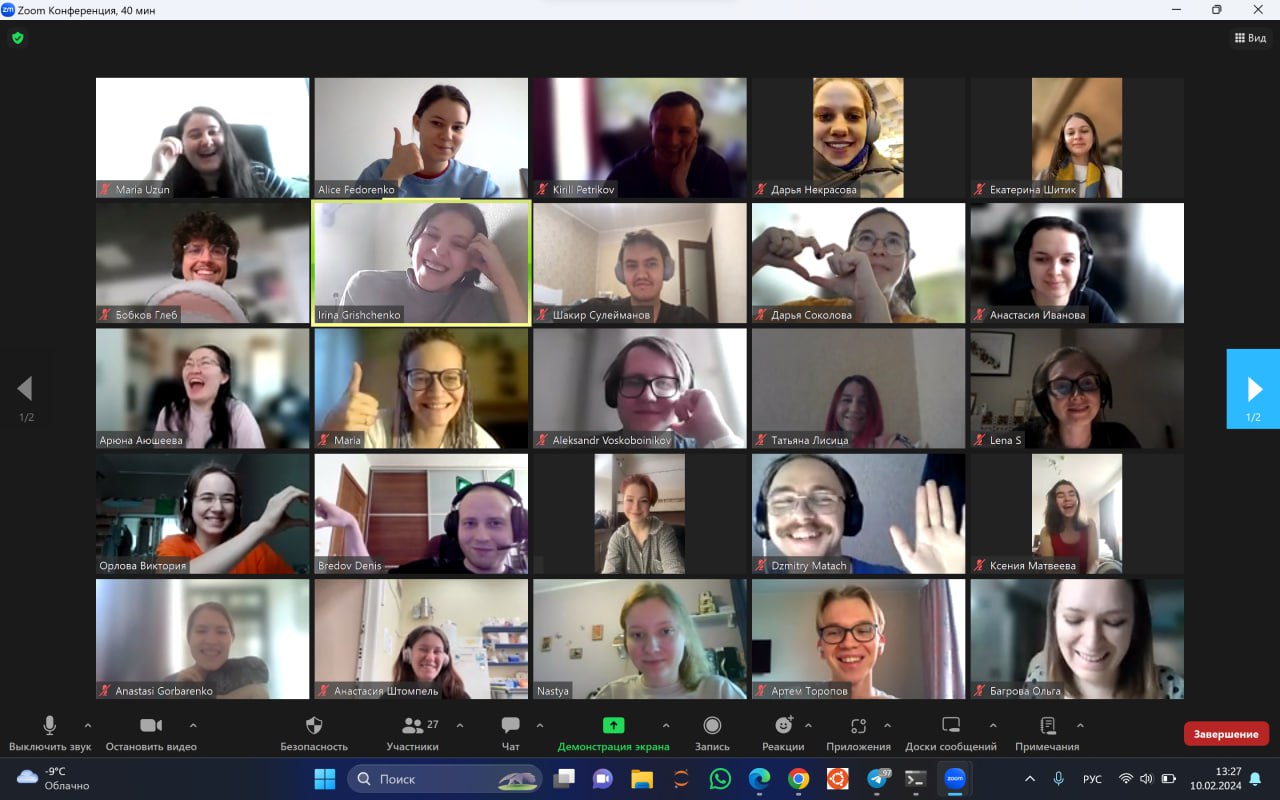 zm Zoom Конференция, 40 мин
Вид
Maria Uzun
Alice Fedorenko
Kirill Petrikov
Дарья Некрасова
Екатерина Шитик
Бобков Глеб
Irina Grishchenko
Шакир Сулейманов
Дарья Соколова
Анастасия Иванова
1/2
1/2
Арюна Аюшеева
Maria
Aleksandr Voskoboinikov
Татьяна Лисица
Lena S
Орлова Виктория
Bredov Denis
Dzmitry Matach
Ксения Матвеева
Anastasi Gorbarenko
Анастасия Штомпель
Nastya
Артем Торопов
Багрова Ольга
27
Выключить звук
Остановить видео
Безопасность
Участники
Чат
Демонстрация экрана
Запись
Реакции
Приложения
Доски сообщений
Примечания
Завершение
-9°C
Облачно
Поиск
97
zoom
РУС
13:27
10.02.2024